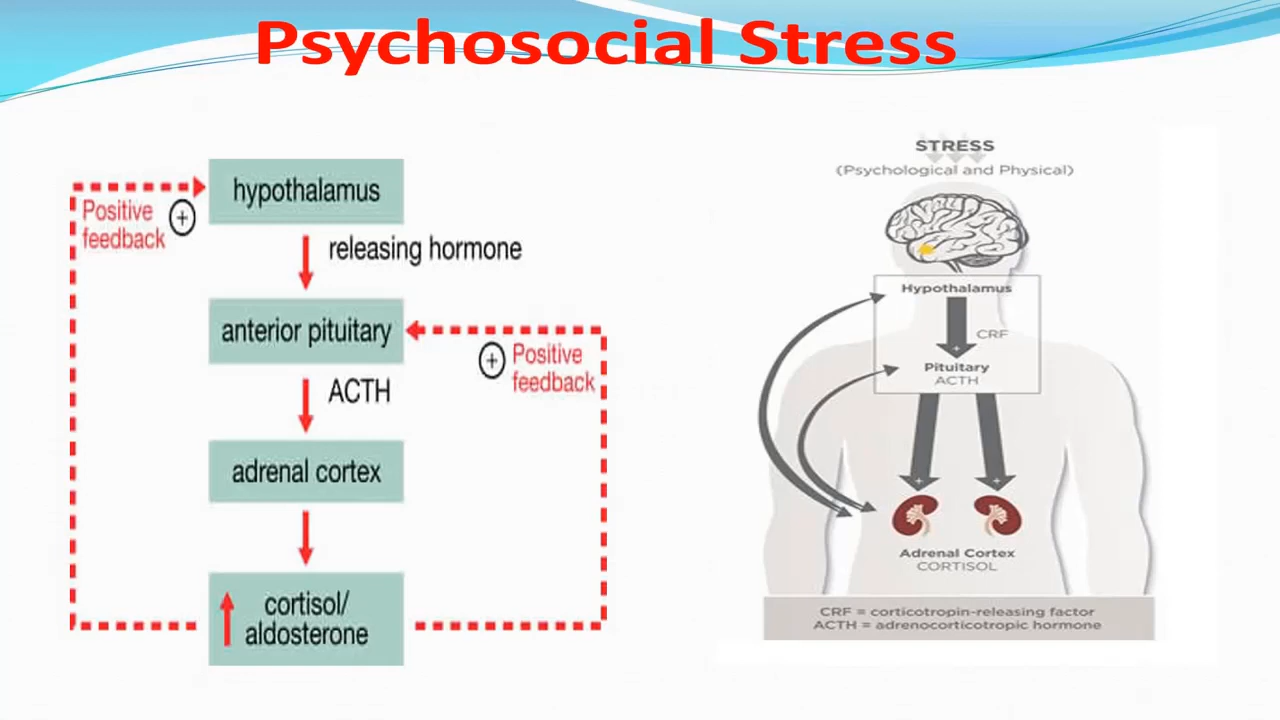 Psychosocial Stress
hypothalamus
Positive
feedback
+
releasing hormone
anterior pituitary
+
Positive
feedback
ACTH
adrenal cortex
cortisol/
aldosterone
STRESS
(Psychological and Physical)
Hypothalamus
CRF
+
Pituitary
ACTH
+
+
Adrenal Cortex
CORTISOL
CRF = corticotropin-releasing factor
ACTH = adrenocorticotropic hormone